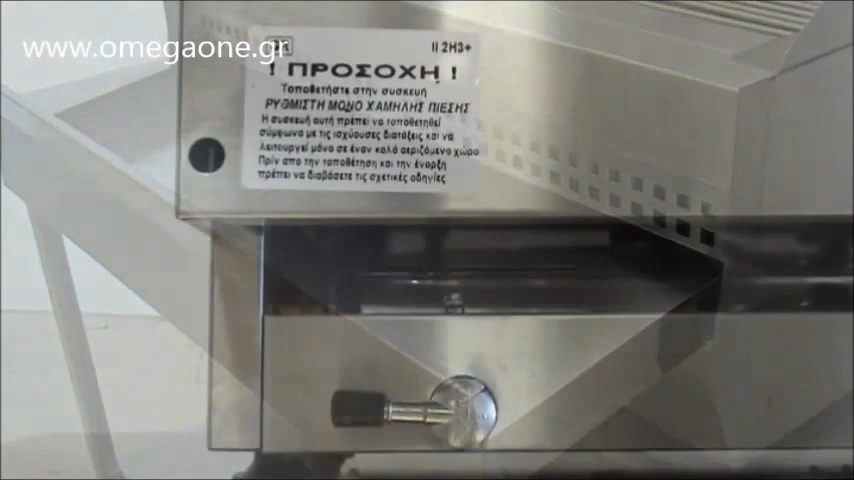 www.omegaone.gr
GR II 2H3+
! ΠΡΟΣΟΧΗ !
Τοποθετήστε στην συσκευή
ΡΥΘΜΙΣΤΗ ΜΟΝΟ ΧΑΜΗΛΗΣ ΠΙΕΣΗΣ
Η συσκευή αυτή πρέπει να τοποθετηθεί
σύμφωνα με τις ισχύουσες διατάξεις και να
λειτουργεί μόνο σε έναν καλά αεριζόμενο χώρο
Πρίν απο την τοποθέτηση και την έναρξη
πρέπει να διαβάσετε τις σχετικές οδηγίες